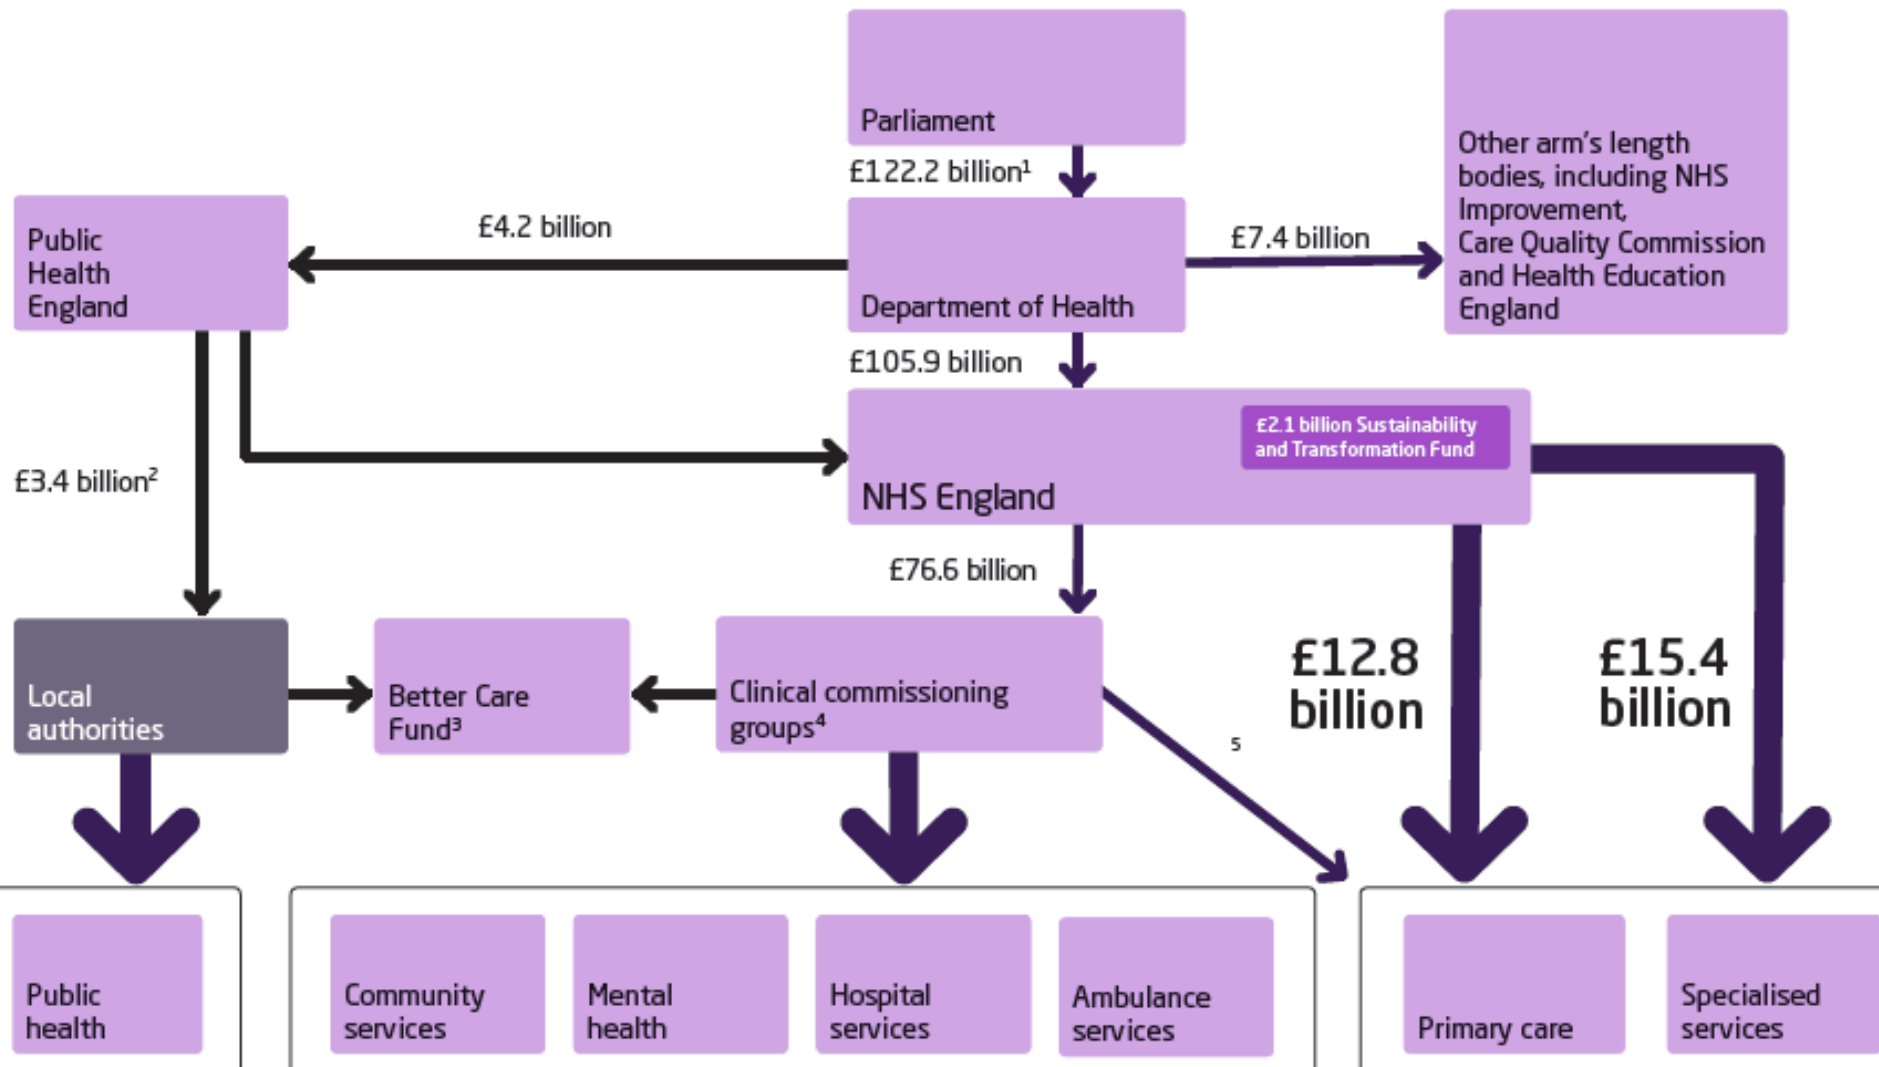 Parliament
£122.2 billion¹
Other arm's length
bodies, including NHS
Improvement,
Care Quality Commission
and Health Education
England
Public
Health
England
£4.2 billion
Department of Health
£7.4 billion
£105.9 billion
£2.1 billion Sustainability
and Transformation Fund
NHS England
£3.4 billion²
£76.6 billion
£12.8
billion
£15.4
billion
Local
authorities
Better Care
Fund³
Clinical commissioning
groups⁴
5
Public
health
Community
services
Mental
health
Hospital
services
Ambulance
services
Primary care
Specialised
services